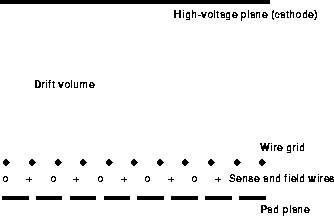 High-voltage plane (cathode)
Drift volume
Wire grid
o + o + o + o + o + Sense and field wires
Pad plane